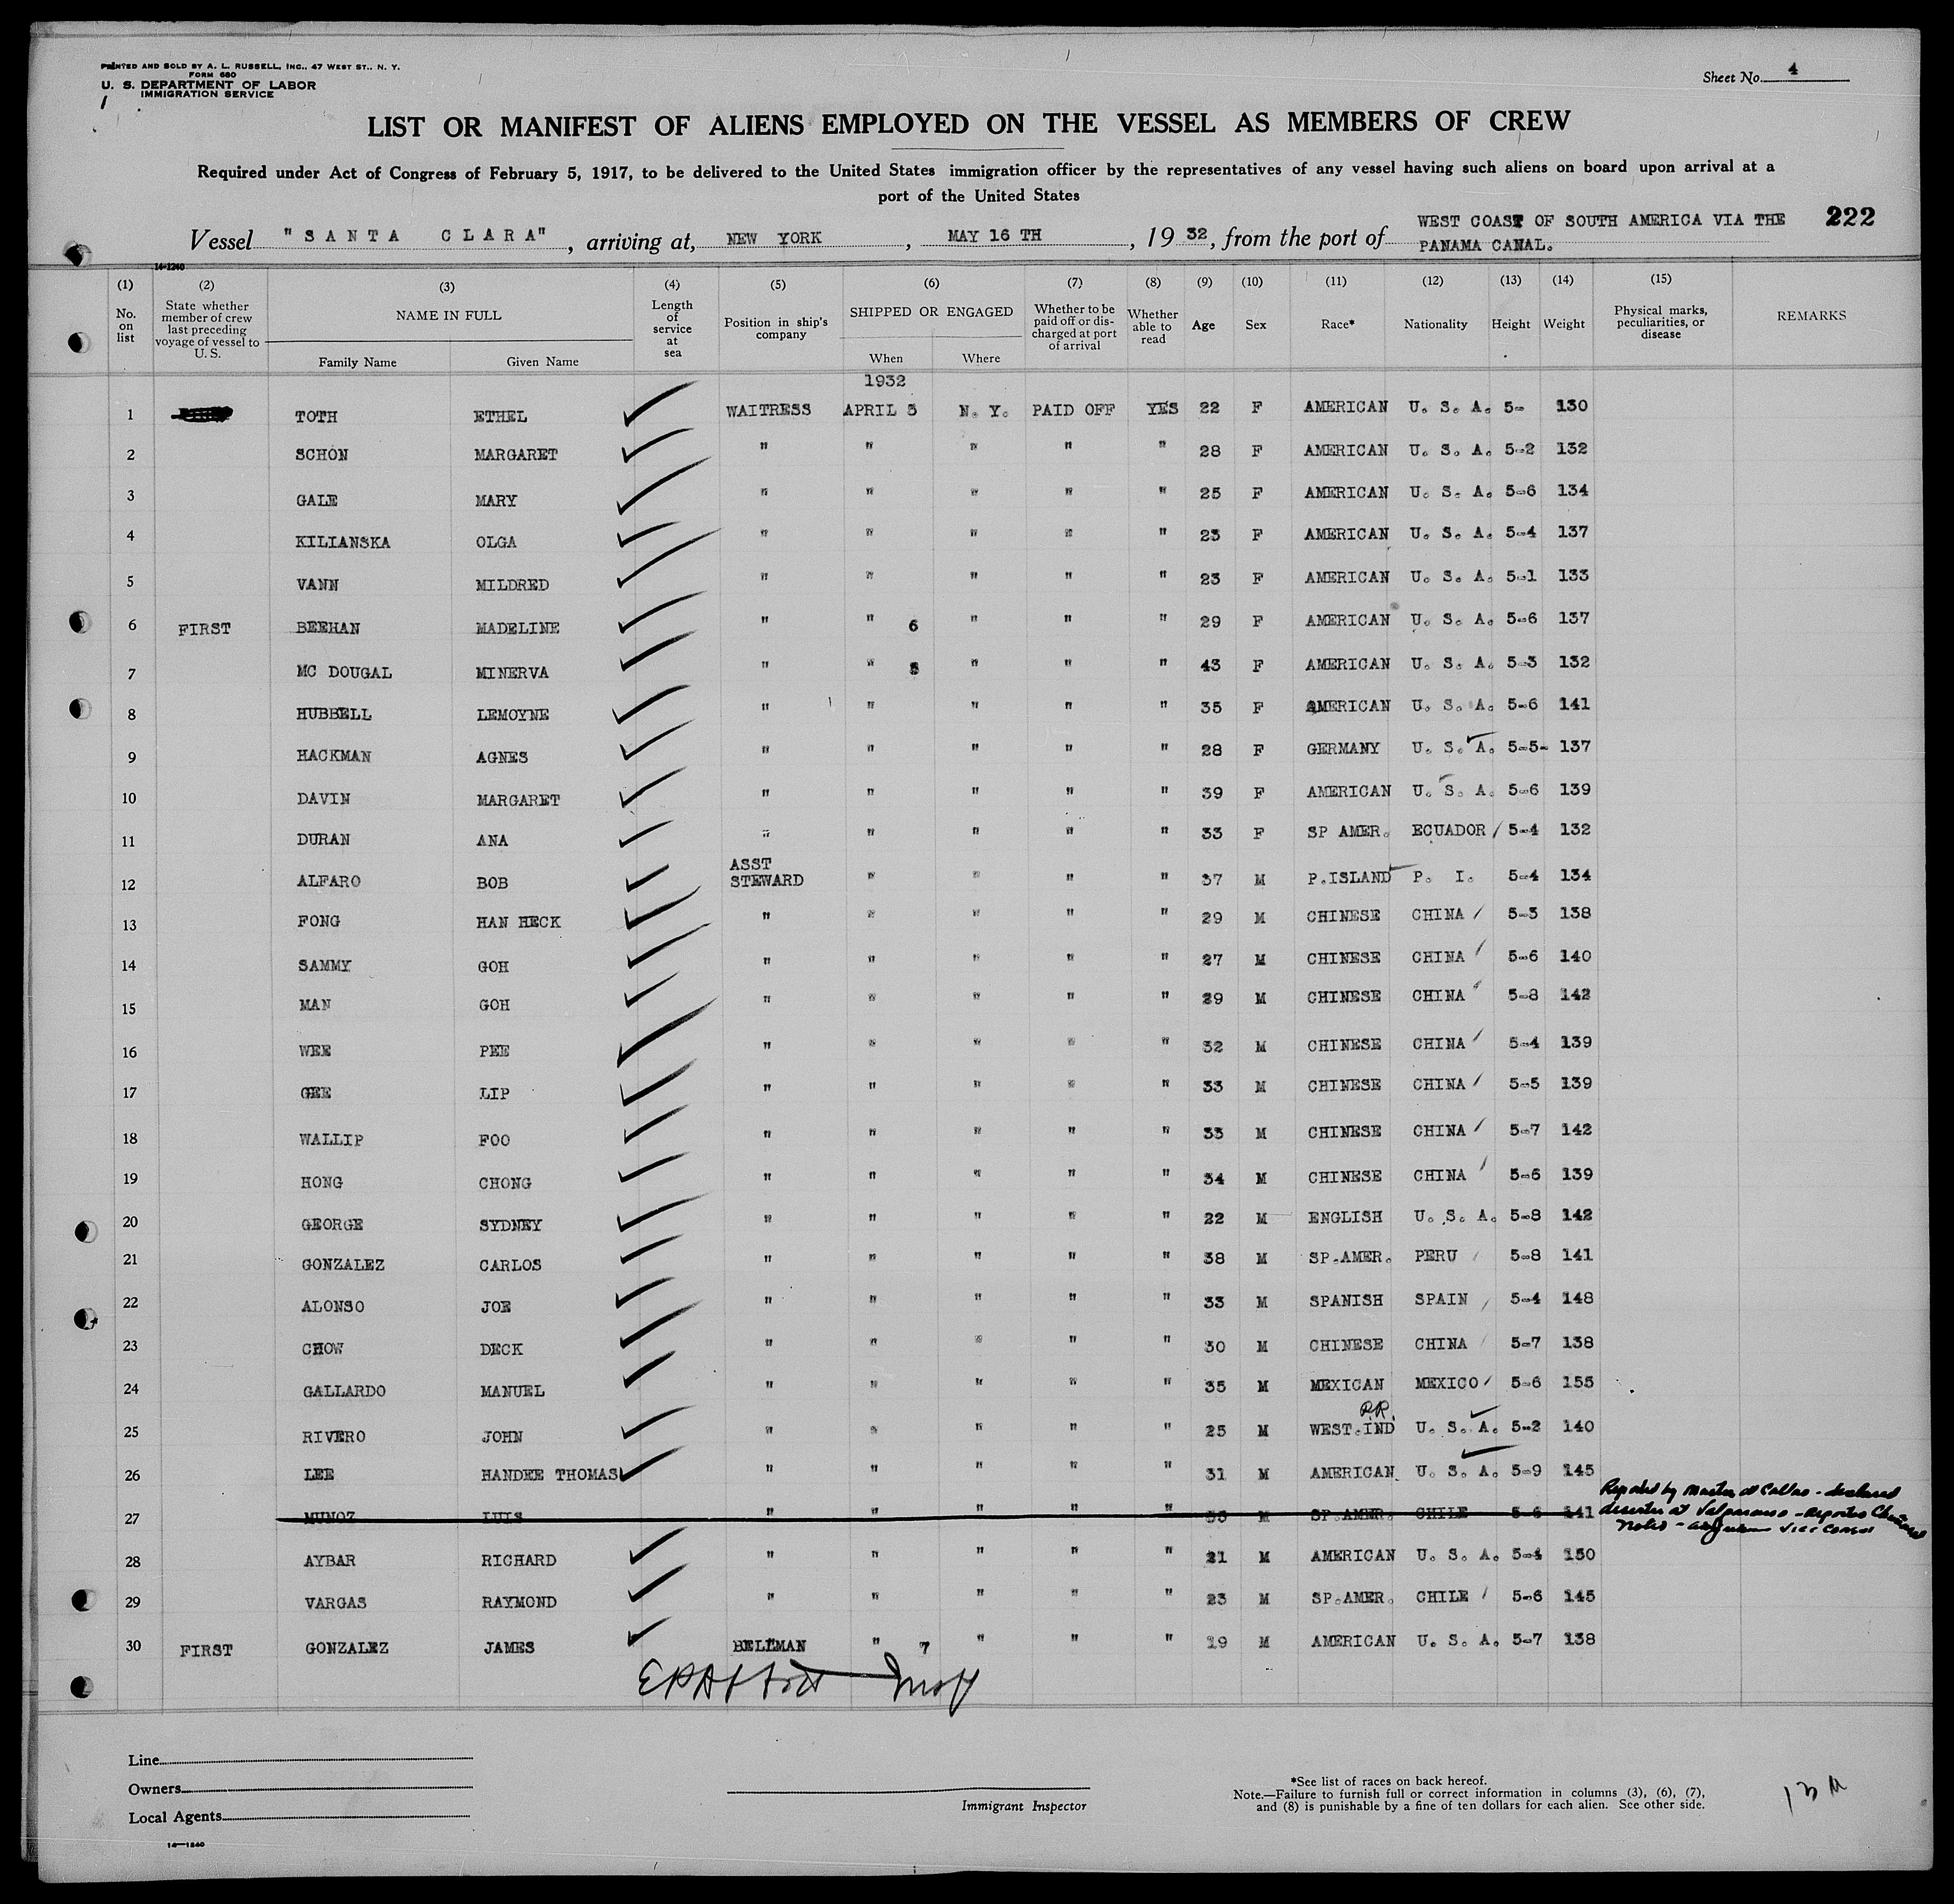 PRINTED AND SOLD BY A. L. RUSSELL, INC., 47 WEST ST., N. Y.
FORM 680
U. S. DEPARTMENT OF LABOR
IMMIGRATION SERVICE
1
Sheet No. 4
LIST OR MANIFEST OF ALIENS EMPLOYED ON THE VESSEL AS MEMBERS OF CREW
Required under Act of Congress of February 5, 1917, to be delivered to the United States immigration officer by the representatives of any vessel having such aliens on board upon arrival at a
port of the United States
Vessel "SANTA CLARA", arriving at, NEW YORK, MAY 16 TH, 1932, from the port of WEST COAST OF SOUTH AMERICA VIA THE PANAMA CANAL.
222
14-1240
(1) (2) (3) (4) (5) (6) (7) (8) (9) (10) (11) (12) (13) (14) (15)
No. on list
State whether member of crew last preceding voyage of vessel to U. S.
NAME IN FULL
Family Name
Given Name
Length of service at sea
Position in ship's company
SHIPPED OR ENGAGED
When
Where
Whether to be paid off or discharged at port of arrival
Whether able to read
Age
Sex
Race*
Nationality
Height
Weight
Physical marks, peculiarities, or disease
REMARKS
1932
1 TOTH ETHEL WAITRESS APRIL 5 N. Y. PAID OFF YES 22 F AMERICAN U. S. A. 5- 130
2 SCHON MARGARET " " " " " 28 F AMERICAN U. S. A. 5-2 132
3 GALE MARY " " " " " 25 F AMERICAN U. S. A. 5-6 134
4 KILIANSKA OLGA " " " " " 23 F AMERICAN U. S. A. 5-4 137
5 VANN MILDRED " " " " " 23 F AMERICAN U. S. A. 5-1 133
6 FIRST BEEHAN MADELINE " " 6 " " " 29 F AMERICAN U. S. A. 5-6 137
7 MC DOUGAL MINERVA " " 5 " " " 43 F AMERICAN U. S. A. 5-3 132
8 HUBBELL LEMOYNE " " " " " 35 F AMERICAN U. S. A. 5-6 141
9 HACKMAN AGNES " " " " " 28 F GERMANY U. S. A. 5-5- 137
10 DAVIN MARGARET " " " " " 39 F AMERICAN U. S. A. 5-6 139
11 DURAN ANA " " " " " 33 F SP AMER. ECUADOR 5-4 132
12 ALFARO BOB ASST STEWARD " " " " 37 M P.ISLAND P. I. 5-4 134
13 FONG HAN HECK " " " " " 29 M CHINESE CHINA 5-3 138
14 SAMMY GOH " " " " " 27 M CHINESE CHINA 5-6 140
15 MAN GOH " " " " " 29 M CHINESE CHINA 5-8 142
16 WEE PEE " " " " " 32 M CHINESE CHINA 5-4 139
17 GEE LIP " " " " " 33 M CHINESE CHINA 5-5 139
18 WALLIP FOO " " " " " 33 M CHINESE CHINA 5-7 142
19 HONG CHONG " " " " " 34 M CHINESE CHINA 5-6 139
20 GEORGE SYDNEY " " " " " 22 M ENGLISH U. S. A. 5-8 142
21 GONZALEZ CARLOS " " " " " 38 M SP.AMER. PERU 5-8 141
22 ALONSO JOE " " " " " 33 M SPANISH SPAIN 5-4 148
23 CHOW DECK " " " " " 30 M CHINESE CHINA 5-7 138
24 GALLARDO MANUEL " " " " " 35 M MEXICAN MEXICO 5-6 155
P.R.
25 RIVERO JOHN " " " " " 25 M WEST.IND U. S. A. 5-2 140
26 LEE HANDEE THOMAS " " " " " 31 M AMERICAN U. S. A. 5-9 145
27 MUNOZ LUIS " " " " " M SP.AMER. CHILE 5-6 141 Reported by Master at Callao - declared
deserter at Valparaiso - reported
noted - Vice Consul
28 AYBAR RICHARD " " " " " 21 M AMERICAN U. S. A. 5-4 150
29 VARGAS RAYMOND " " " " " 23 M SP.AMER. CHILE 5-6 145
30 FIRST GONZALEZ JAMES BELLMAN " 7 " " " 19 M AMERICAN U. S. A. 5-7 138
Line
Owners
Local Agents
14-1240
Immigrant Inspector
*See list of races on back hereof.
Note.—Failure to furnish full or correct information in columns (3), (6), (7),
and (8) is punishable by a fine of ten dollars for each alien. See other side.